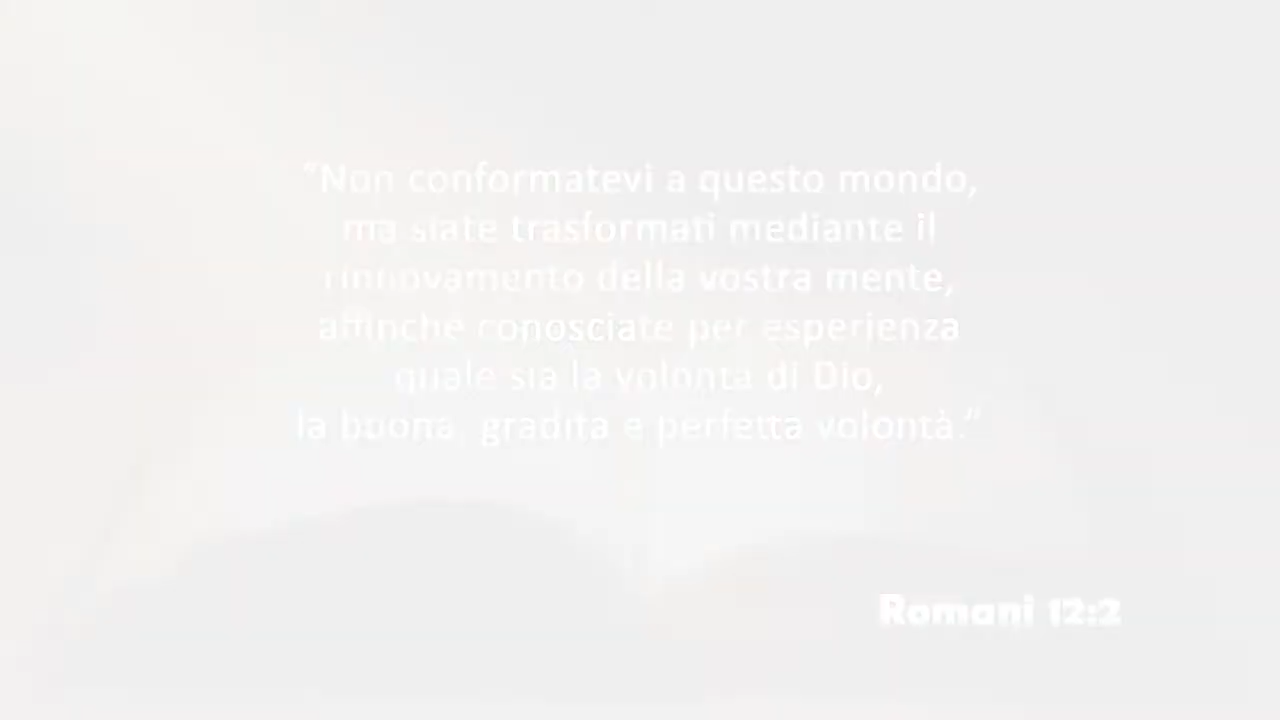 “Non conformatevi a questo mondo,
ma siate trasformati mediante il
rinnovamento della vostra mente,
affinché conosciate per esperienza
quale sia la volontà di Dio,
la buona, gradita e perfetta volontà.”
Romani 12:2